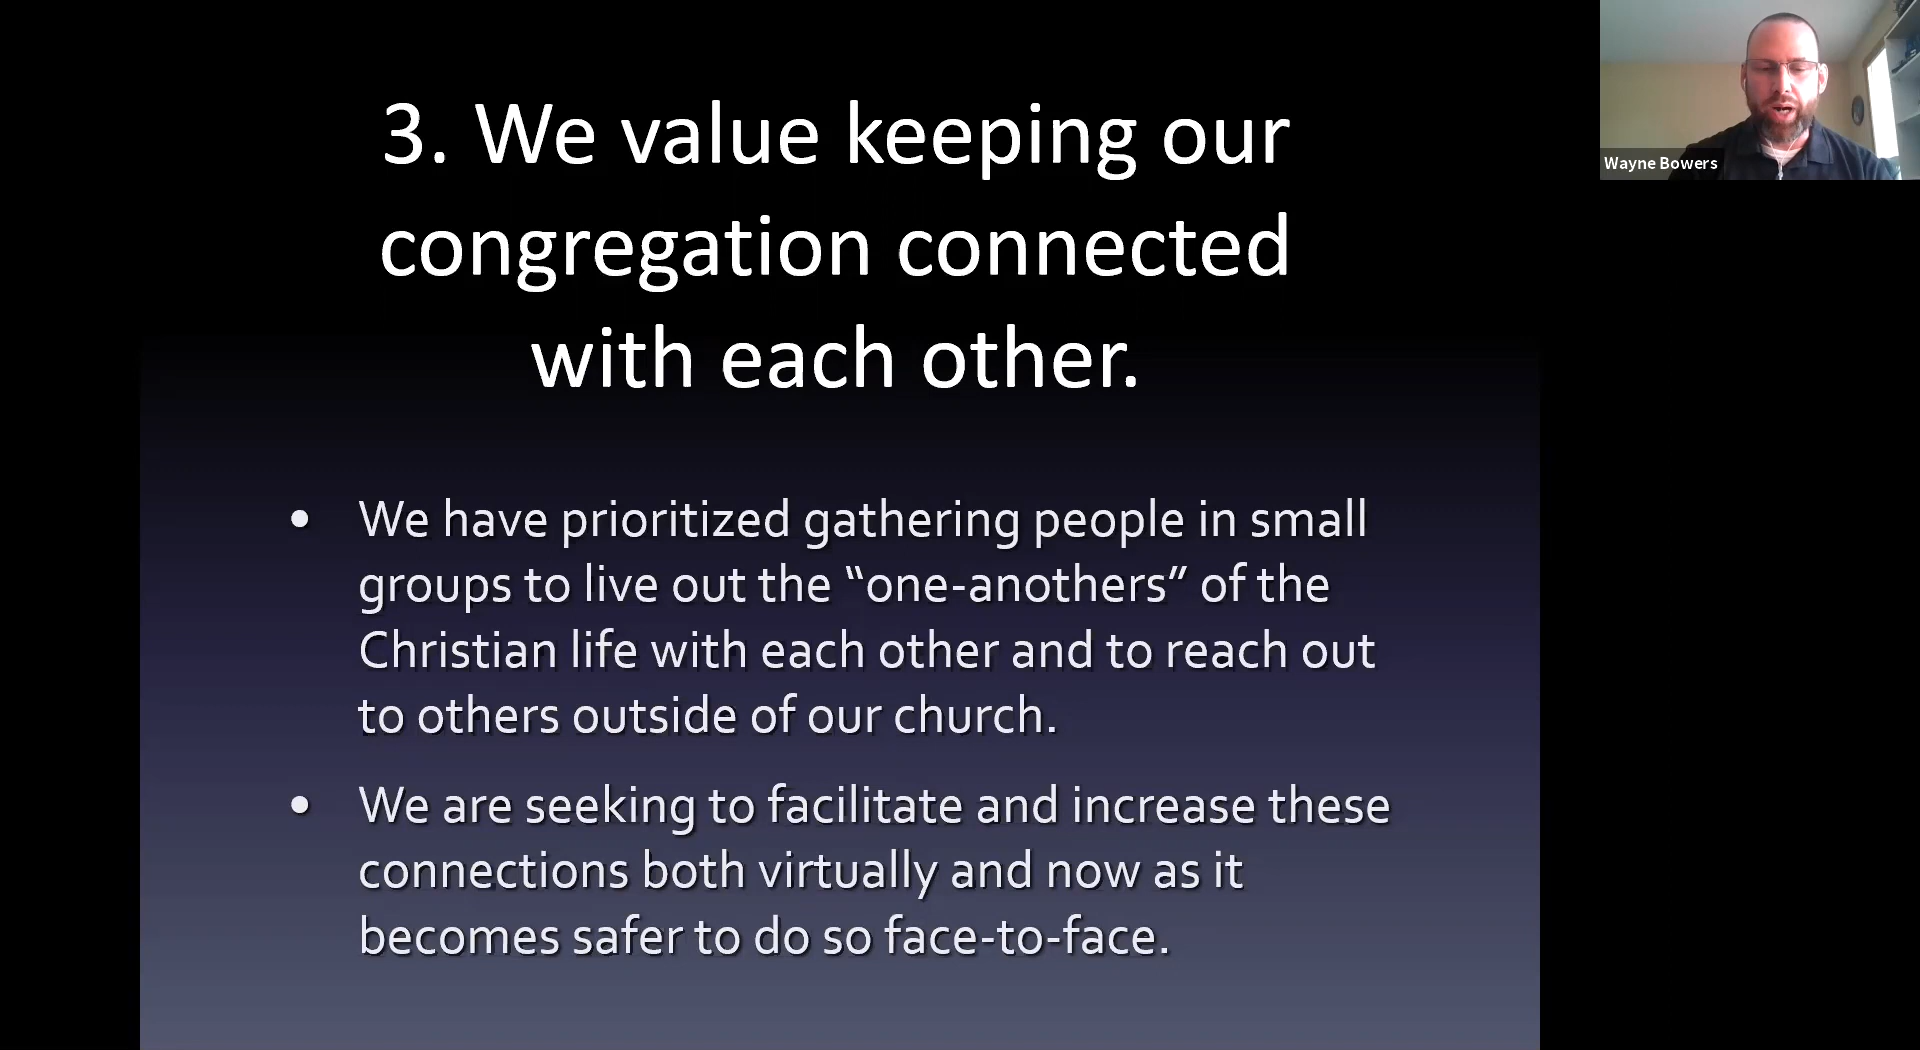 3. We value keeping our
congregation connected
with each other.
• We have prioritized gathering people in small
groups to live out the “one-anothers” of the
Christian life with each other and to reach out
to others outside of our church.
• We are seeking to facilitate and increase these
connections both virtually and now as it
becomes safer to do so face-to-face.
Wayne Bowers